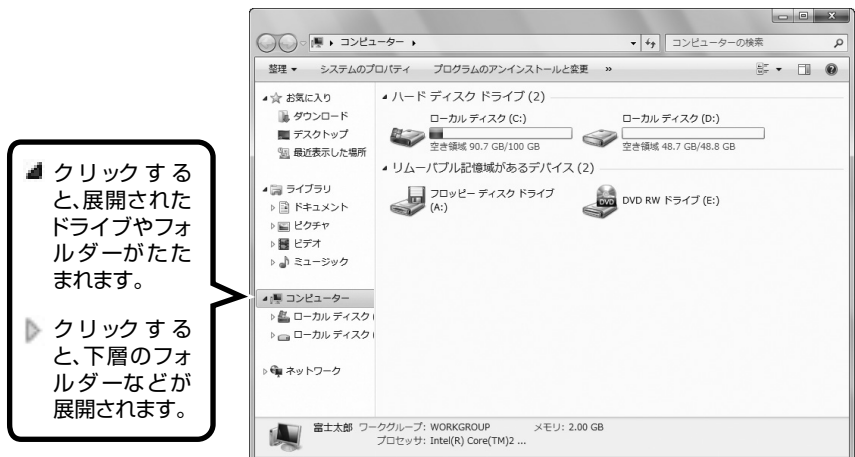 コンピューター
コンピューターの検索
整理 システムのプロパティ プログラムのアンインストールと変更 »
お気に入り
ダウンロード
デスクトップ
最近表示した場所
ライブラリ
ドキュメント
ピクチャ
ビデオ
ミュージック
コンピューター
ローカル ディスク (
ローカル ディスク (
ネットワーク
ハード ディスク ドライブ (2)
ローカル ディスク (C:)
空き領域 90.7 GB/100 GB
ローカル ディスク (D:)
空き領域 48.7 GB/48.8 GB
リムーバブル記憶域があるデバイス (2)
フロッピー ディスク ドライブ
(A:)
DVD
DVD RW ドライブ (E:)
富士太郎 ワークグループ: WORKGROUP メモリ: 2.00 GB
プロセッサ: Intel(R) Core(TM)2 ...
クリックする
と、展開された
ドライブやフォ
ルダーがたた
まれます。
クリックする
と、下層のフォ
ルダーなどが
展開されます。